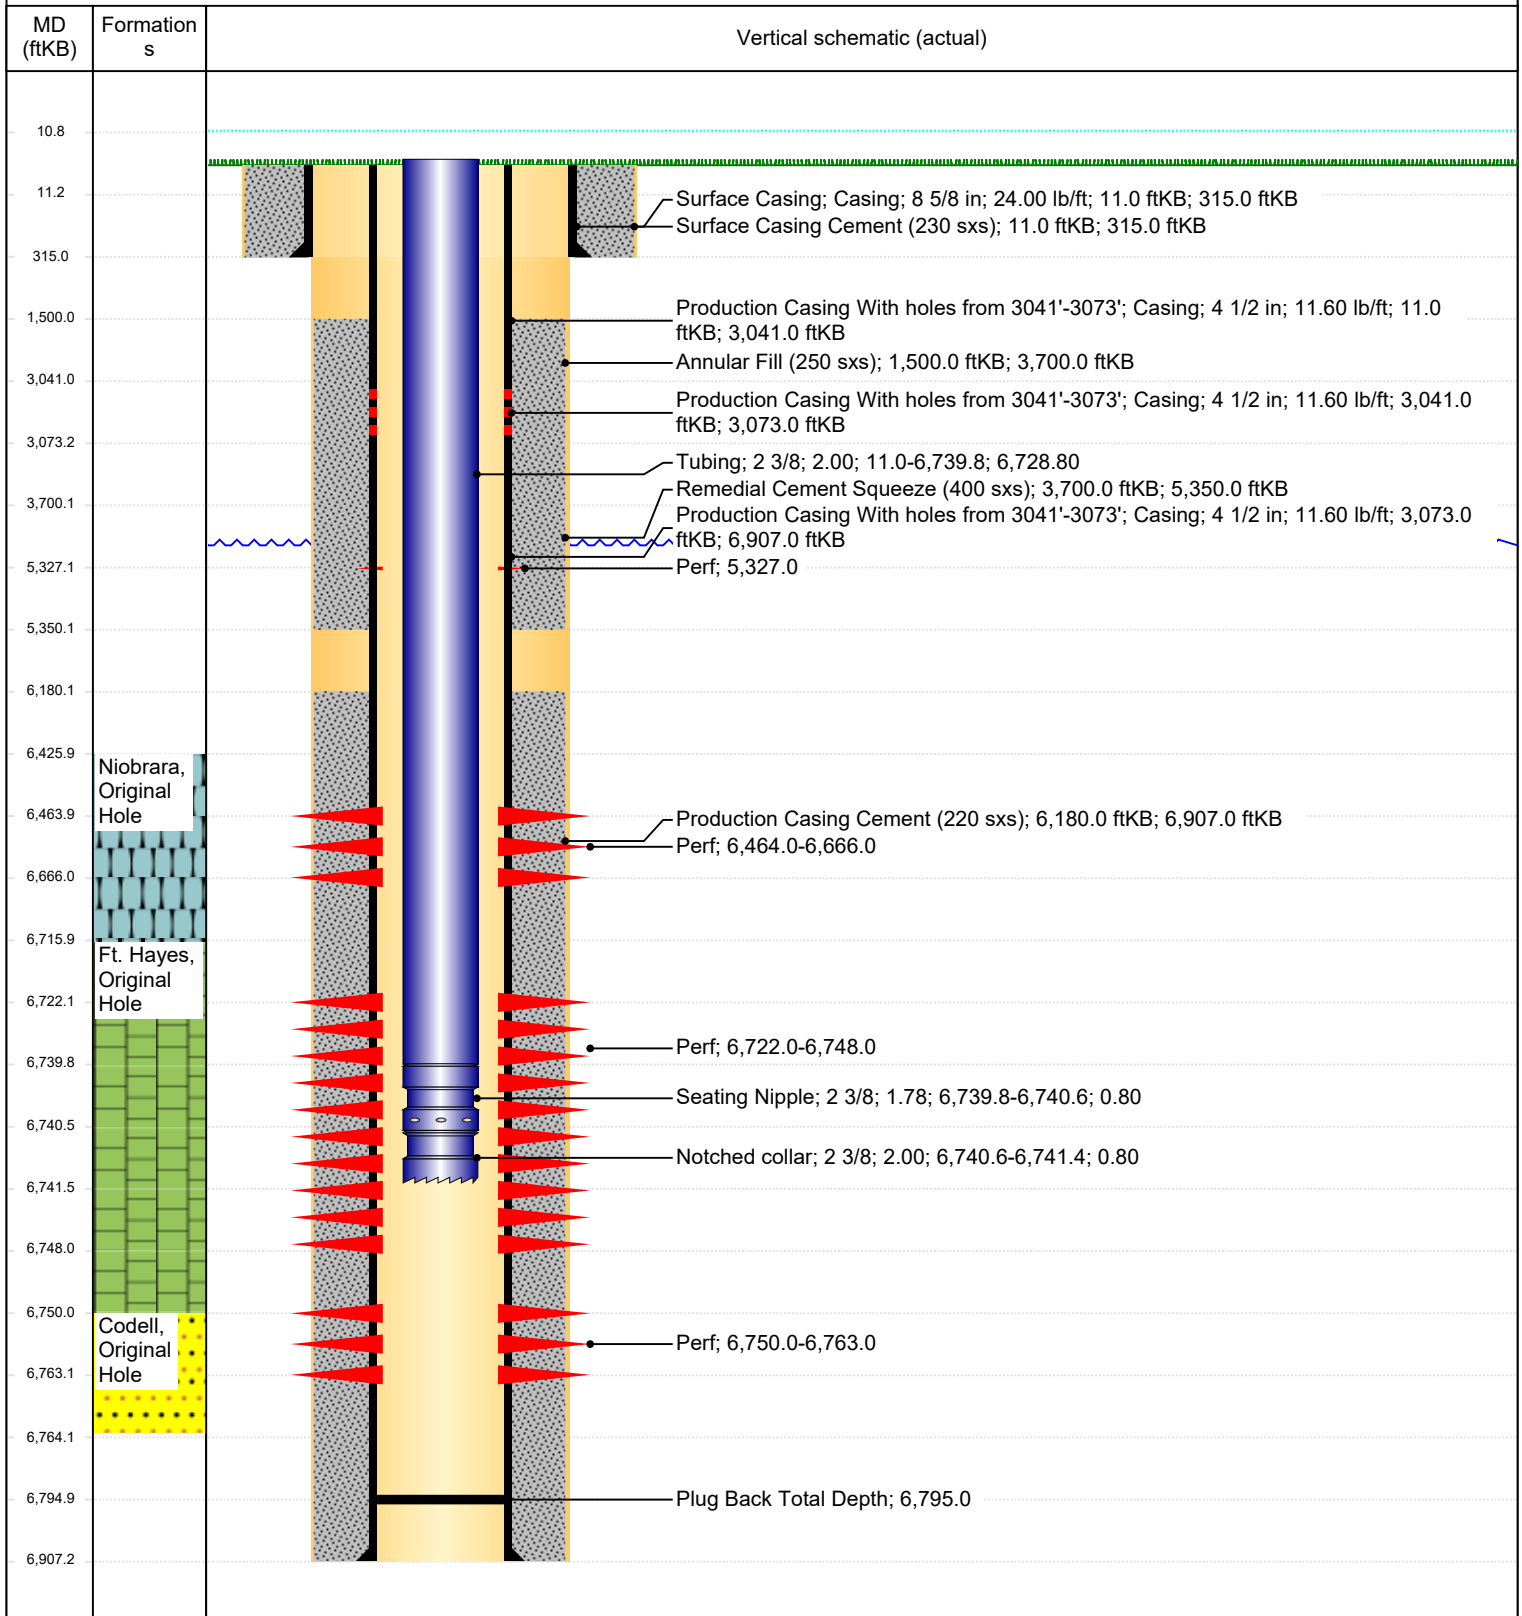 MD
(ftKB)
Formation
s
Vertical schematic (actual)
10.8
11.2
315.0
1,500.0
3,041.0
3,073.2
3,700.1
5,327.1
5,350.1
6,180.1
6,425.9
6,463.9
6,666.0
6,715.9
6,722.1
6,739.8
6,740.5
6,741.5
6,748.0
6,750.0
6,763.1
6,764.1
6,794.9
6,907.2
Niobrara,
Original
Hole
Ft. Hayes,
Original
Hole
Codell,
Original
Hole
Surface Casing; Casing; 8 5/8 in; 24.00 lb/ft; 11.0 ftKB; 315.0 ftKB
Surface Casing Cement (230 sxs); 11.0 ftKB; 315.0 ftKB
Production Casing With holes from 3041'-3073'; Casing; 4 1/2 in; 11.60 lb/ft; 11.0
ftKB; 3,041.0 ftKB
Annular Fill (250 sxs); 1,500.0 ftKB; 3,700.0 ftKB
Production Casing With holes from 3041'-3073'; Casing; 4 1/2 in; 11.60 lb/ft; 3,041.0
ftKB; 3,073.0 ftKB
Tubing; 2 3/8; 2.00; 11.0-6,739.8; 6,728.80
Remedial Cement Squeeze (400 sxs); 3,700.0 ftKB; 5,350.0 ftKB
Production Casing With holes from 3041'-3073'; Casing; 4 1/2 in; 11.60 lb/ft; 3,073.0
ftKB; 6,907.0 ftKB
Perf; 5,327.0
Production Casing Cement (220 sxs); 6,180.0 ftKB; 6,907.0 ftKB
Perf; 6,464.0-6,666.0
Perf; 6,722.0-6,748.0
Seating Nipple; 2 3/8; 1.78; 6,739.8-6,740.6; 0.80
Notched collar; 2 3/8; 2.00; 6,740.6-6,741.4; 0.80
Perf; 6,750.0-6,763.0
Plug Back Total Depth; 6,795.0